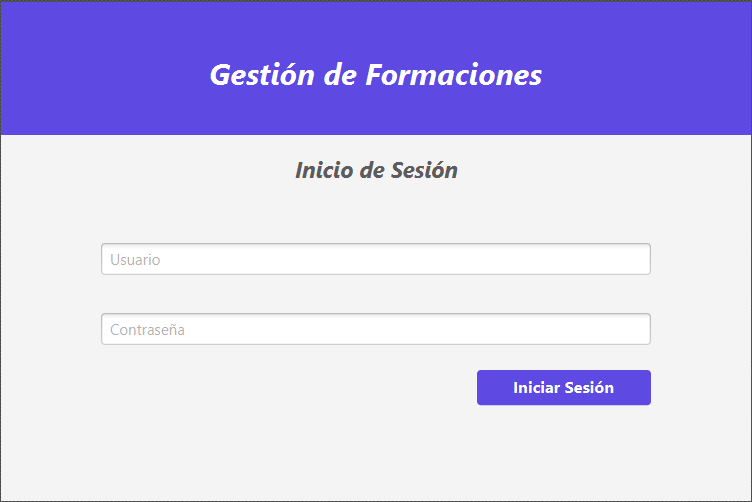 Gestión de Formaciones
Inicio de Sesión
Usuario
Contraseña
Iniciar Sesión